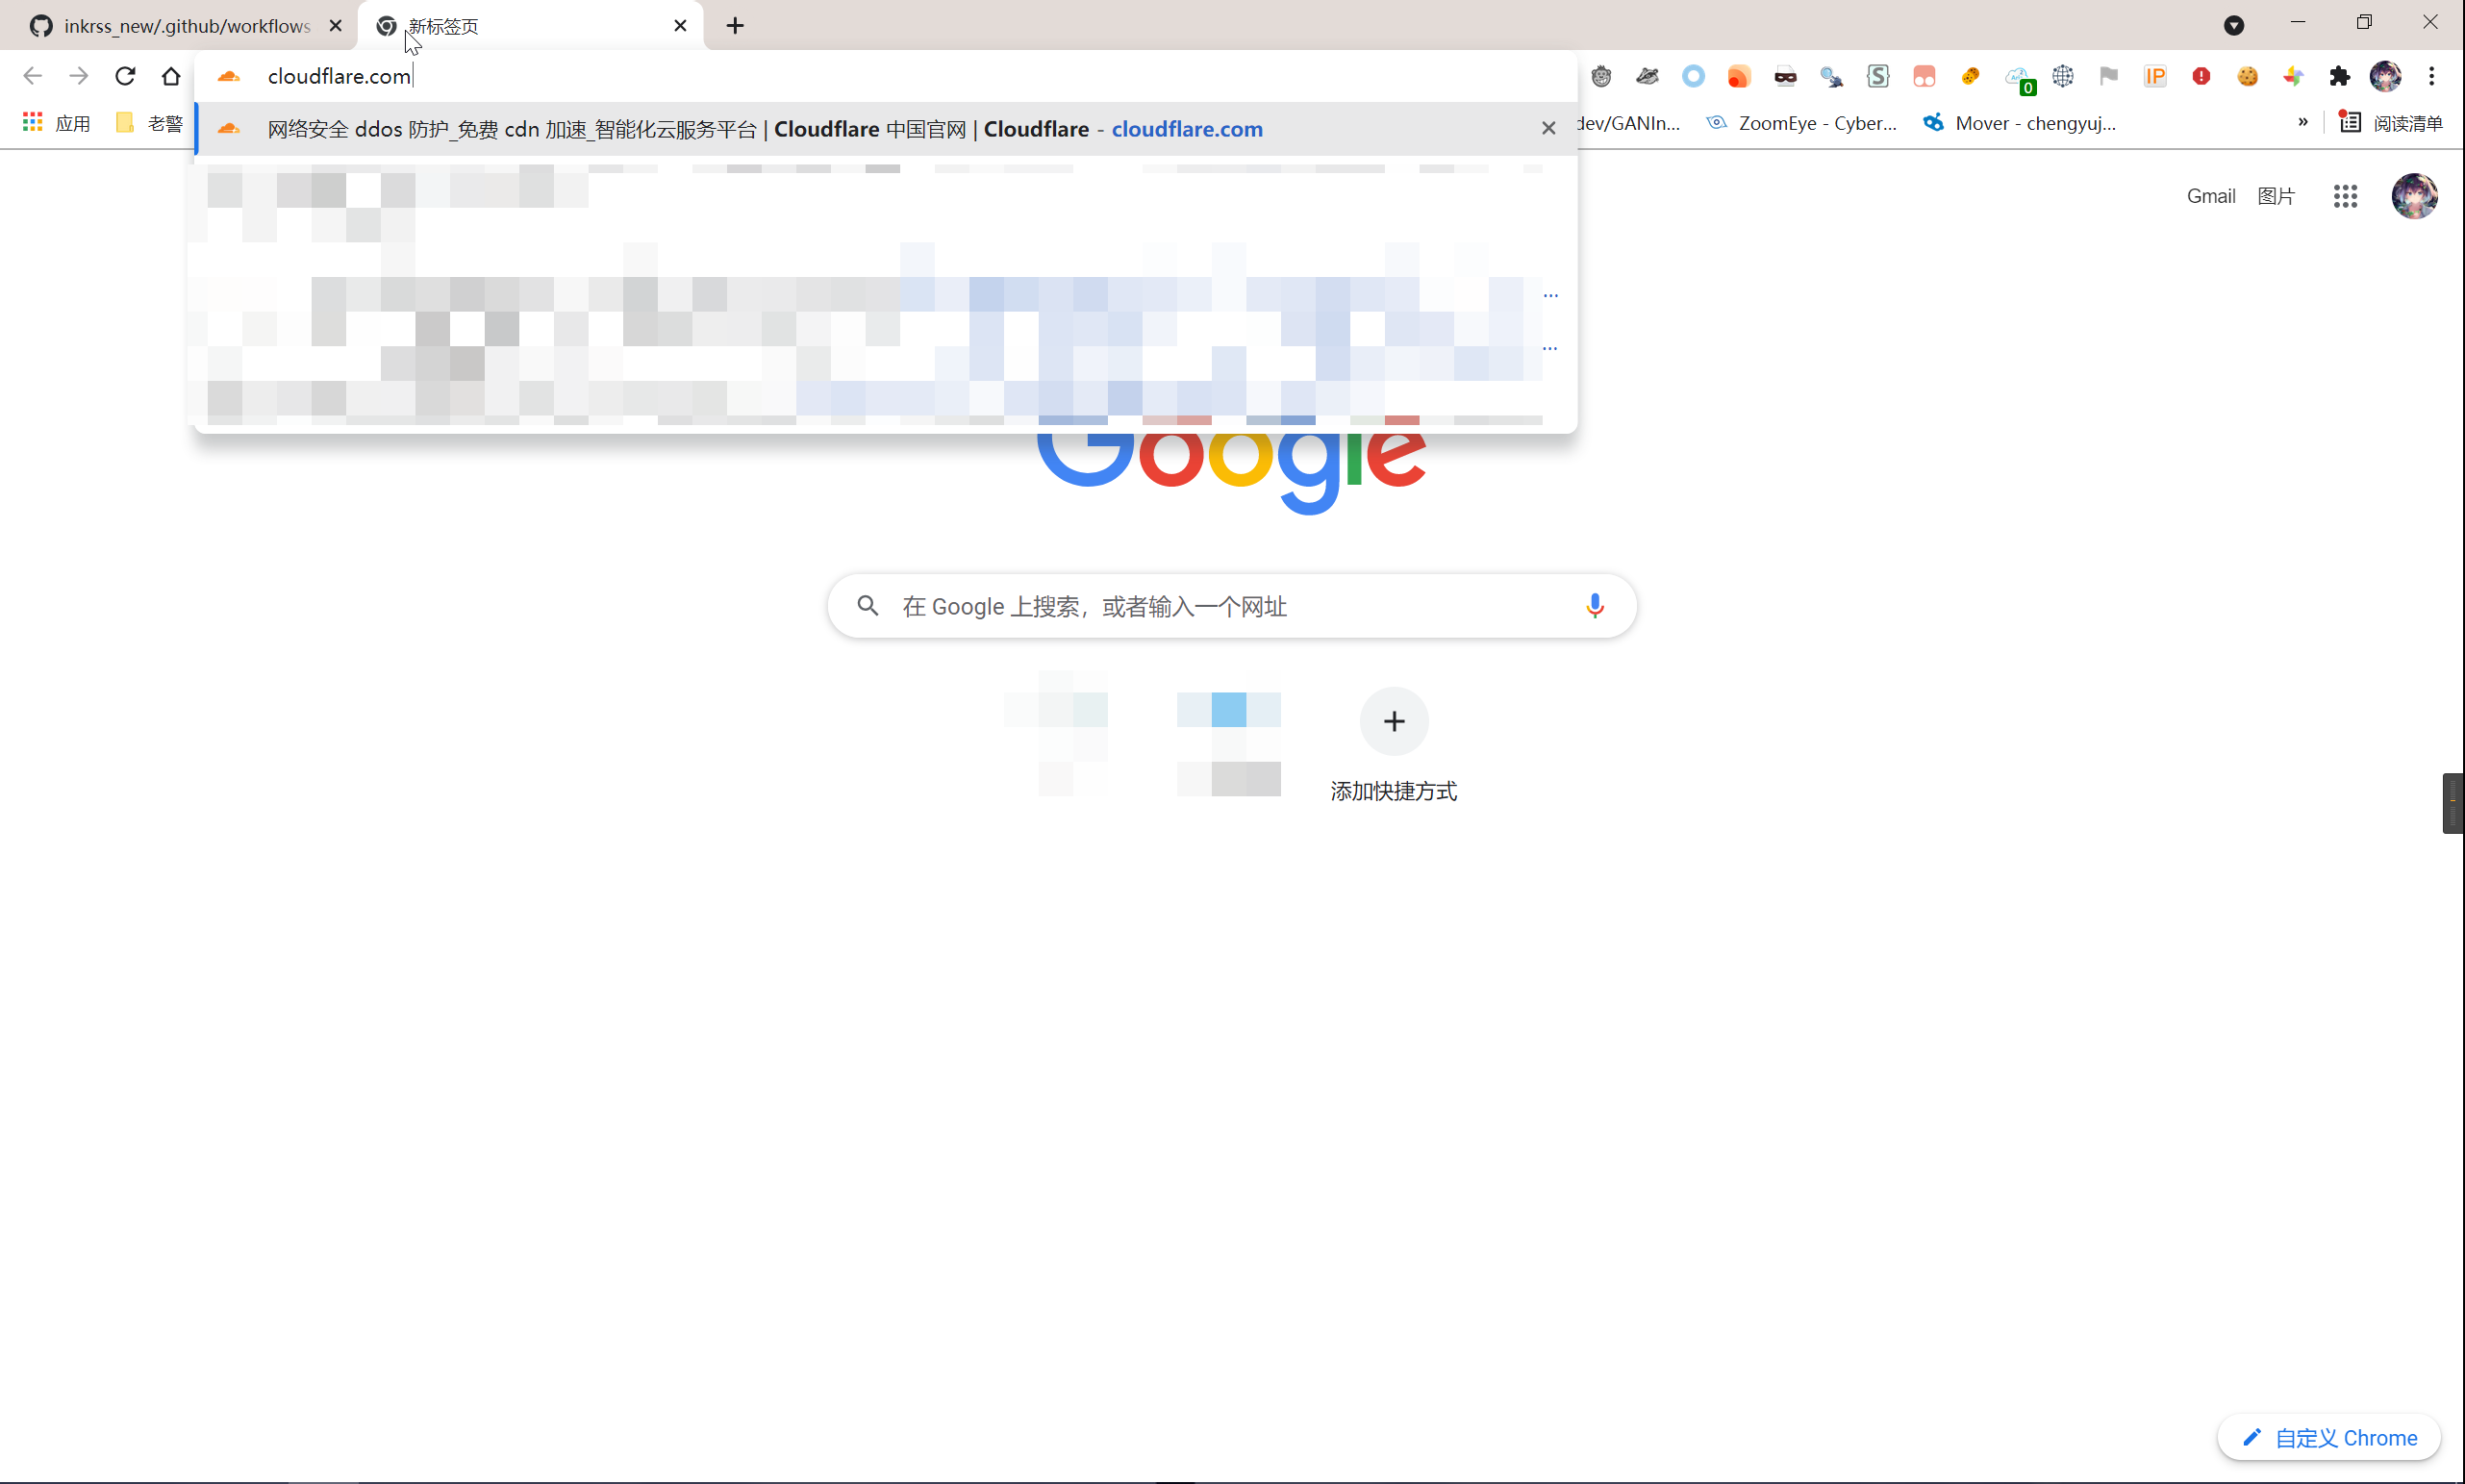 inkrss_new/.github/workflows
新标签页
cloudflare.com
应用
老警
网络安全 ddos 防护_免费 cdn 加速_智能化云服务平台 | Cloudflare 中国官网 | Cloudflare - cloudflare.com
dev/GANIn...
ZoomEye - Cyber...
Mover - chengyuj...
»
阅读清单
IP
0
Gmail
图片
...
...
Google
在 Google 上搜索，或者输入一个网址
添加快捷方式
自定义 Chrome